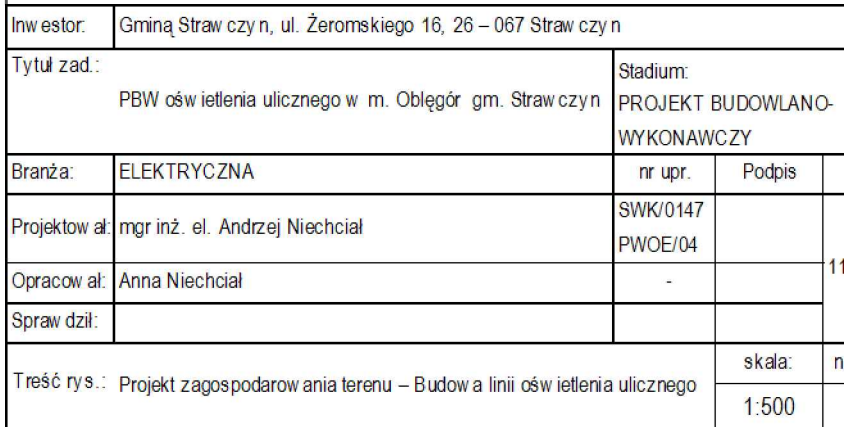 Inwestor: Gminą Strawczyn, ul. Żeromskiego 16, 26 – 067 Strawczyn
Tytuł zad.:
PBW oświetlenia ulicznego w m. Oblęgór gm. Strawczyn
Stadium:
PROJEKT BUDOWLANO-
WYKONAWCZY
Branża: ELEKTRYCZNA nr upr. Podpis
Projektował: mgr inż. el. Andrzej Niechciał
SWK/0147
PWOE/04
Opracował: Anna Niechciał -
11
Sprawdził:
Treść rys.: Projekt zagospodarowania terenu – Budowa linii oświetlenia ulicznego
skala: n
1:500